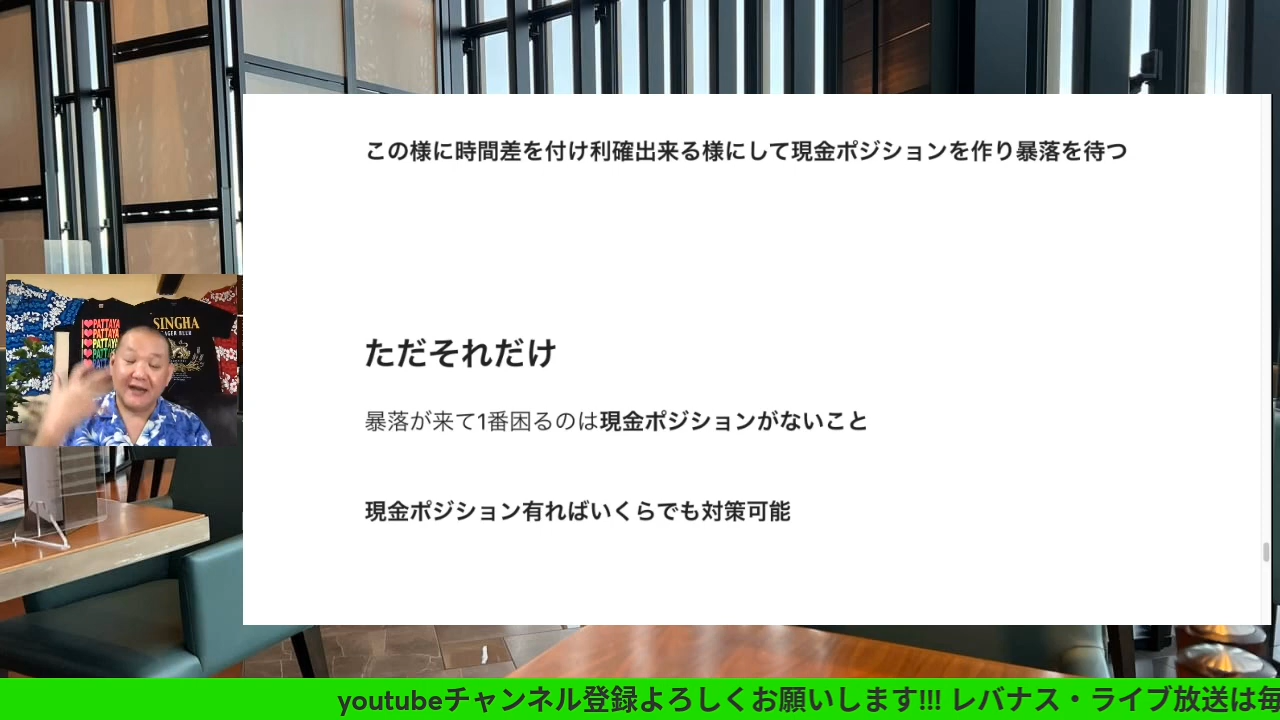 この様に時間差を付け利確出来る様にして現金ポジションを作り暴落を待つ
ただそれだけ
暴落が来て1番困るのは現金ポジションがないこと
現金ポジション有ればいくらでも対策可能
PATTAYA
PATTAYA
PATTAYA
SINGHA
LAGER BEER
youtubeチャンネル登録よろしくお願いします!!! レバナス・ライブ放送は毎